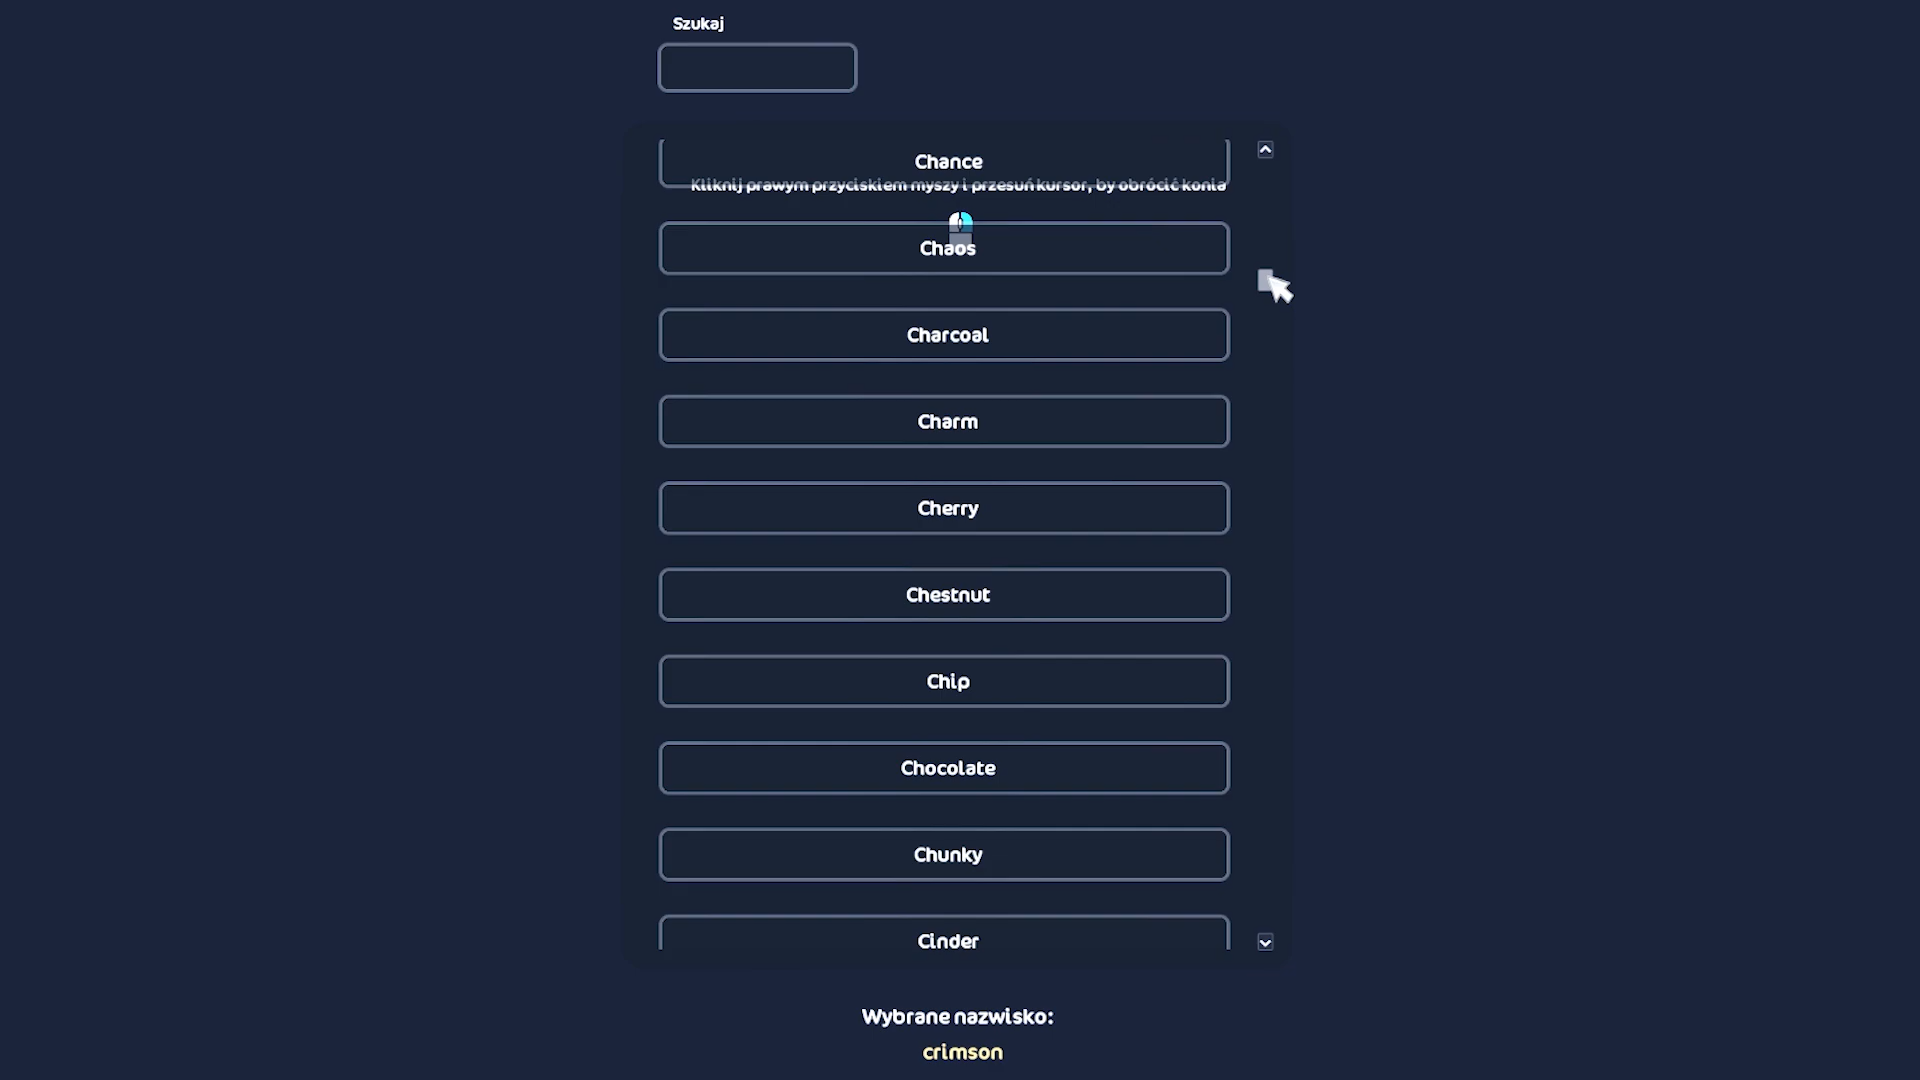 Szukaj
Chance
Kliknij prawym przyciskiem myszy i przesuń kursor, by obrócić konia
Chaos
Charcoal
Charm
Cherry
Chestnut
Chip
Chocolate
Chunky
Cinder
Wybrane nazwisko:
crimson